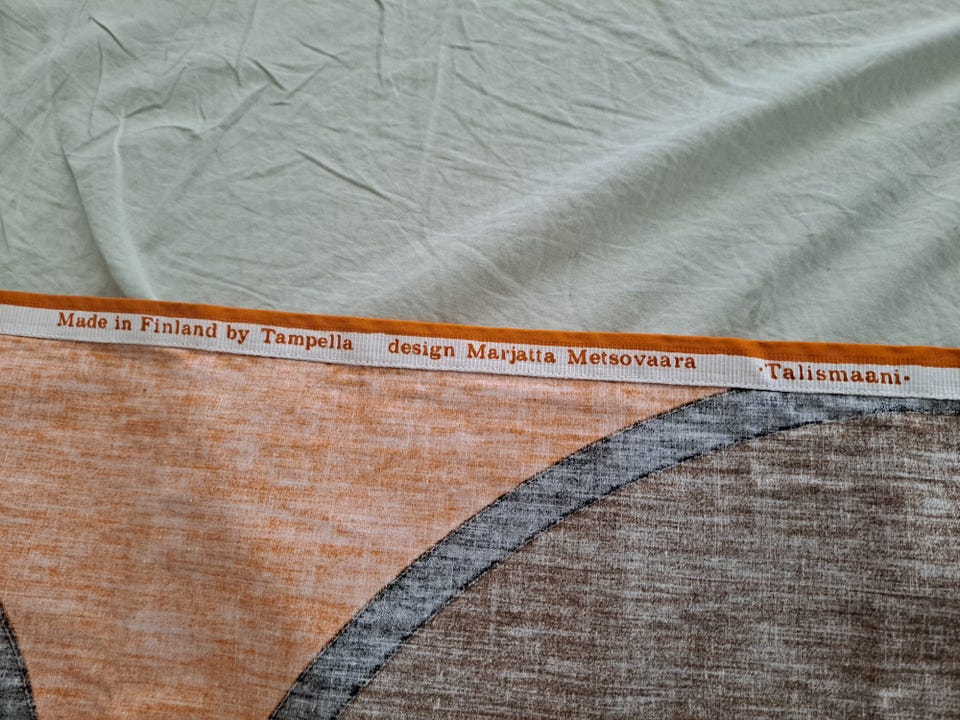 Made in Finland by Tampella design Marjatta Metsovaara ·Talismaani·